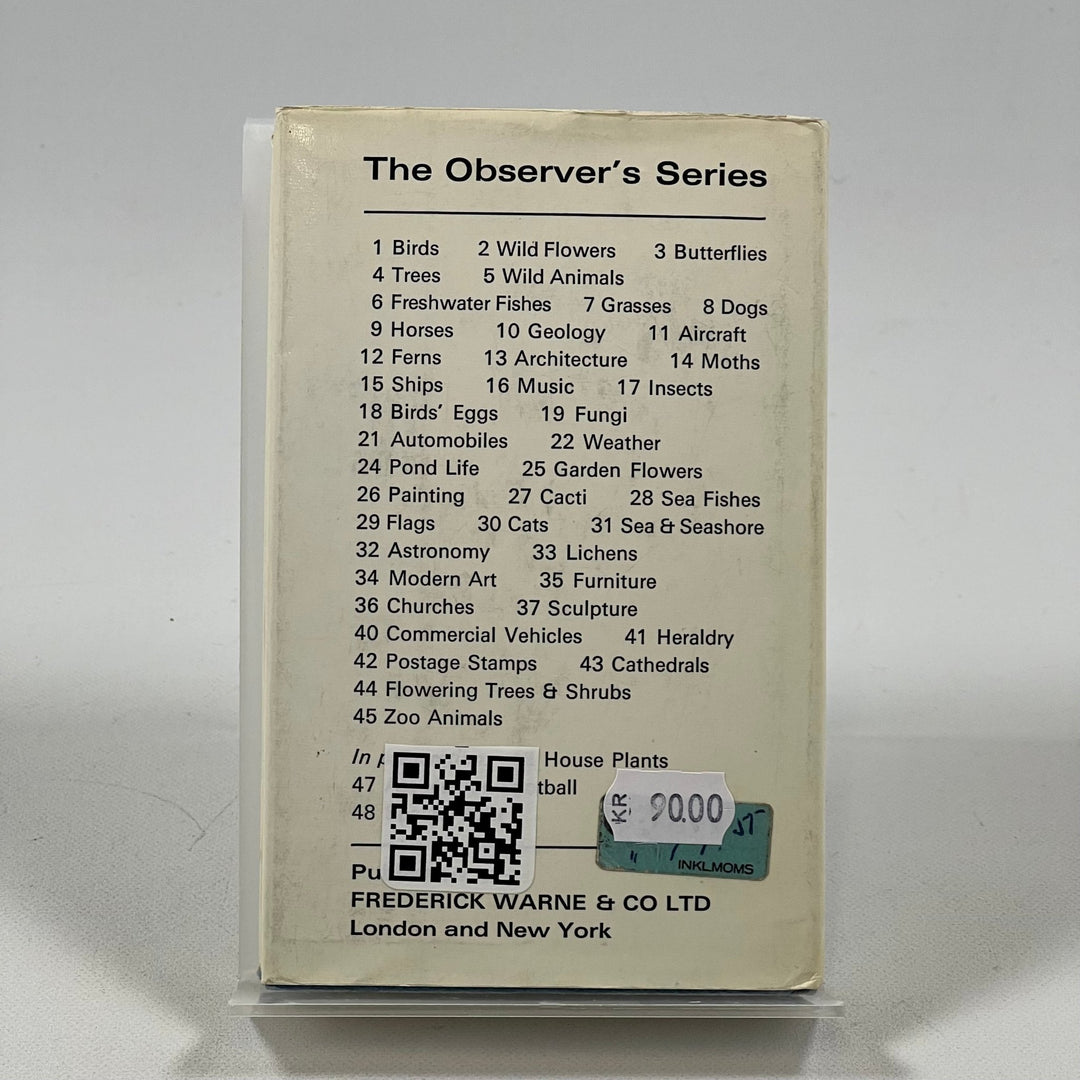 The Observer's Series
1 Birds 2 Wild Flowers 3 Butterflies
4 Trees 5 Wild Animals
6 Freshwater Fishes 7 Grasses 8 Dogs
9 Horses 10 Geology 11 Aircraft
12 Ferns 13 Architecture 14 Moths
15 Ships 16 Music 17 Insects
18 Birds' Eggs 19 Fungi
21 Automobiles 22 Weather
24 Pond Life 25 Garden Flowers
26 Painting 27 Cacti 28 Sea Fishes
29 Flags 30 Cats 31 Sea & Seashore
32 Astronomy 33 Lichens
34 Modern Art 35 Furniture
36 Churches 37 Sculpture
40 Commercial Vehicles 41 Heraldry
42 Postage Stamps 43 Cathedrals
44 Flowering Trees & Shrubs
45 Zoo Animals
In House Plants
47
48
KR 90.00
INKL.MOMS
FREDERICK WARNE & CO LTD
London and New York